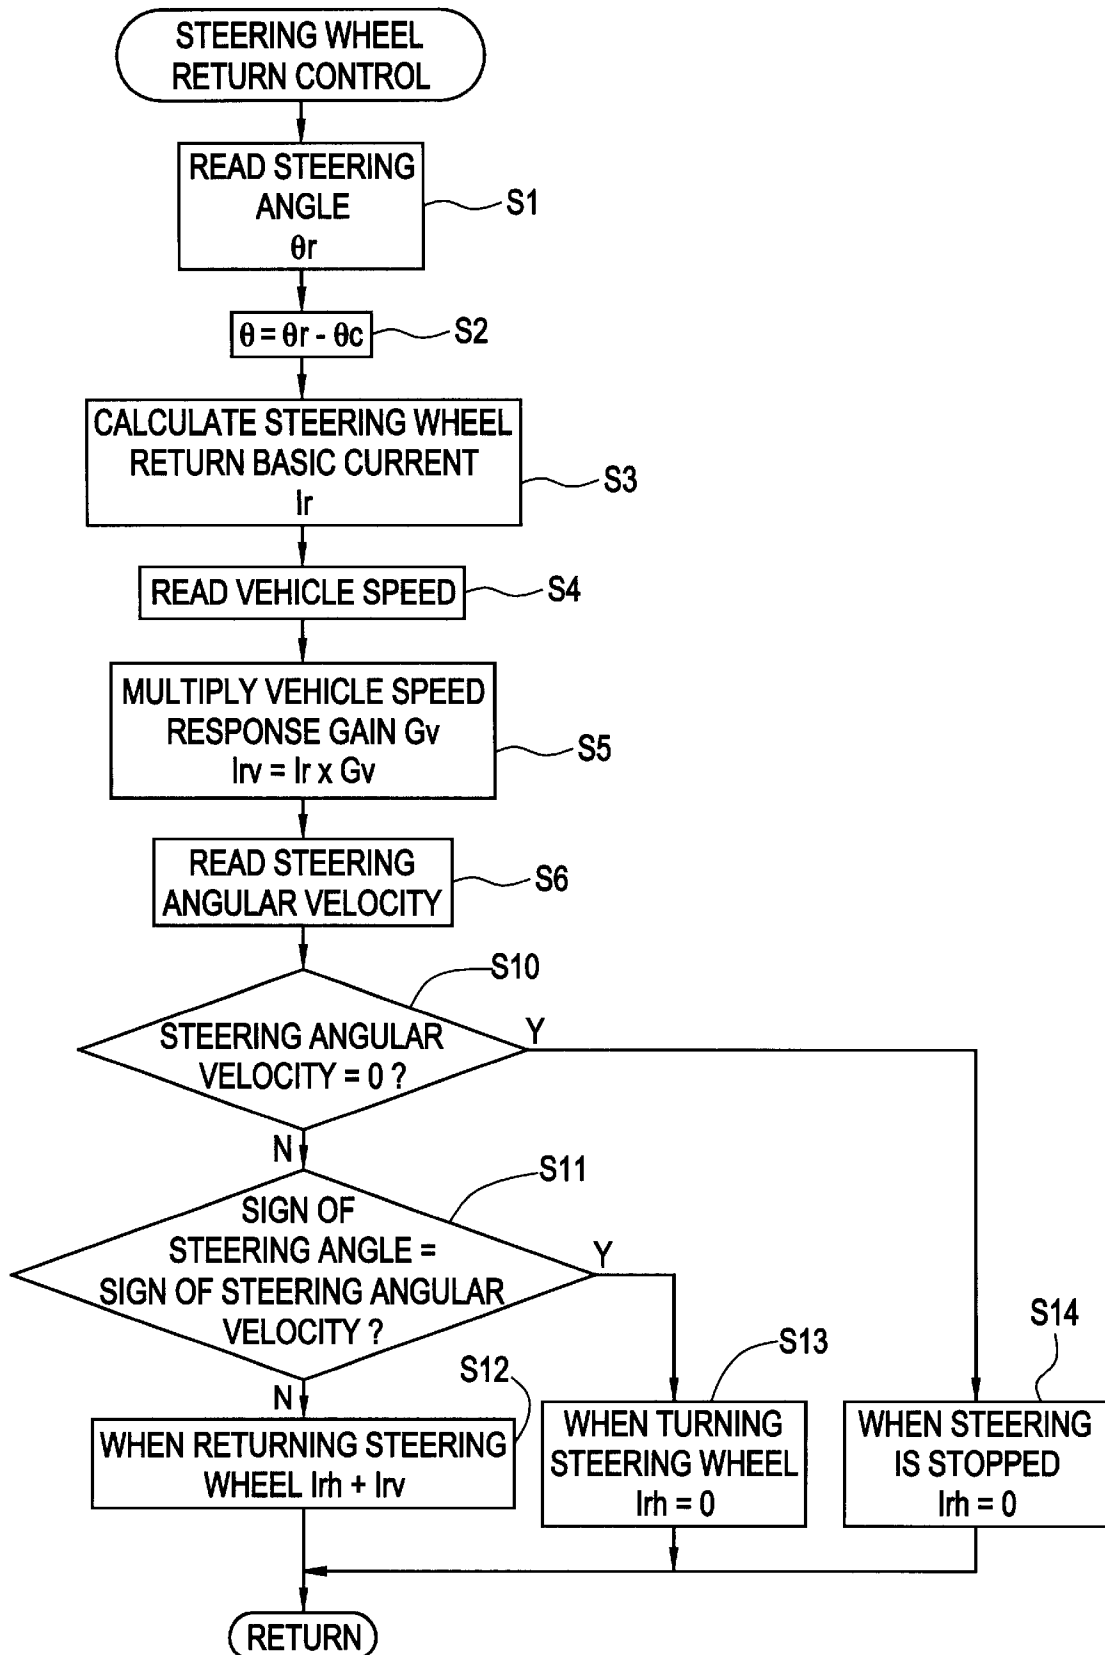 STEERING WHEEL
RETURN CONTROL
READ STEERING
ANGLE
θr
S1
θ = θr - θc
S2
CALCULATE STEERING WHEEL
RETURN BASIC CURRENT
Ir
S3
READ VEHICLE SPEED
S4
MULTIPLY VEHICLE SPEED
RESPONSE GAIN Gv
Irv = Ir x Gv
S5
READ STEERING
ANGULAR VELOCITY
S6
S10
STEERING ANGULAR
VELOCITY = 0 ?
Y
N
S11
SIGN OF
STEERING ANGLE =
SIGN OF STEERING ANGULAR
VELOCITY ?
Y
N
S12
WHEN RETURNING STEERING
WHEEL Irh + Irv
S13
WHEN TURNING
STEERING WHEEL
Irh = 0
S14
WHEN STEERING
IS STOPPED
Irh = 0
RETURN